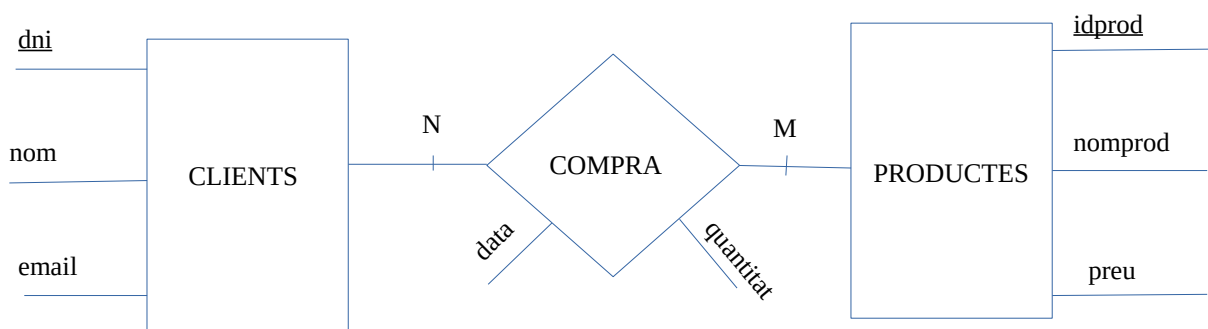 dni
nom
email
CLIENTS
N
COMPRA
data
quantitat
M
PRODUCTES
idprod
nomprod
preu